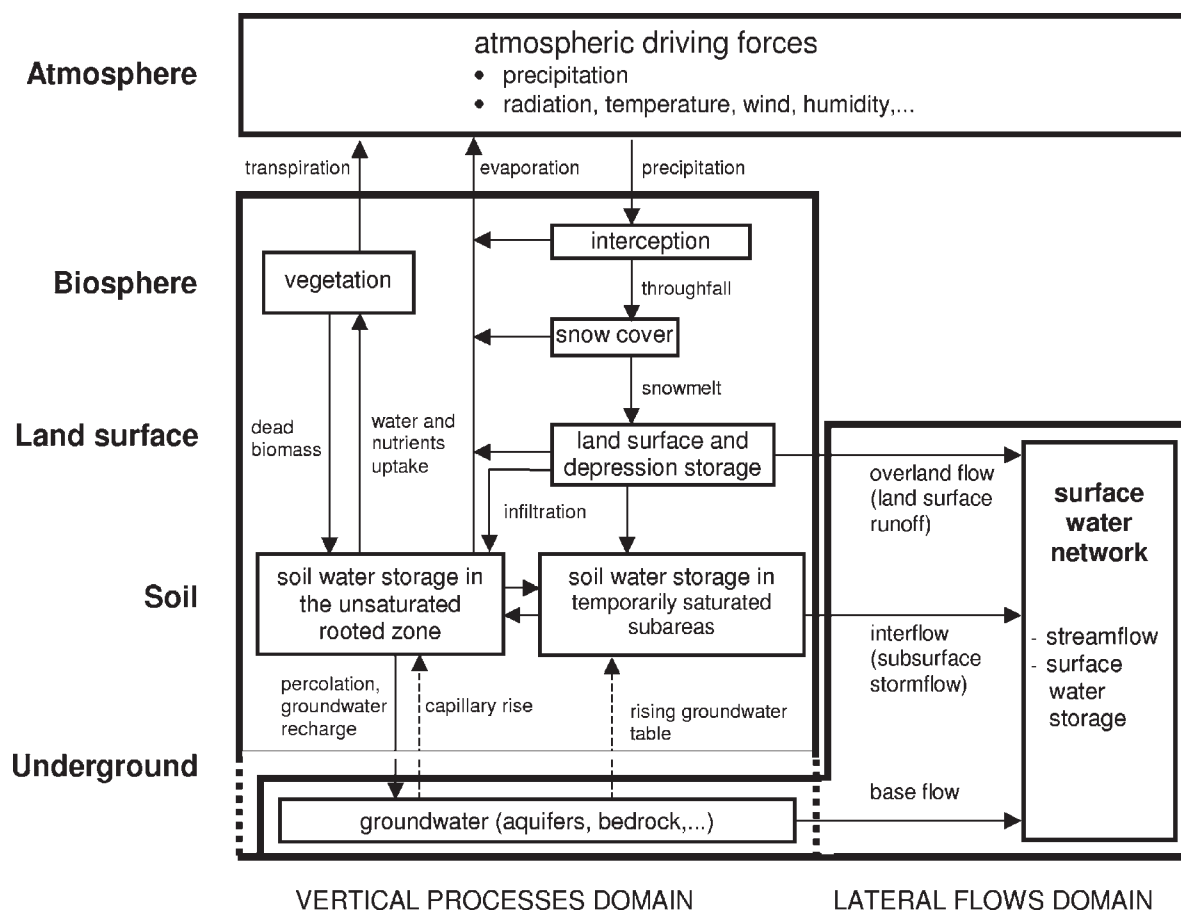 Atmosphere
atmospheric driving forces
• precipitation
• radiation, temperature, wind, humidity,...
transpiration
evaporation
precipitation
Biosphere
interception
vegetation
throughfall
snow cover
snowmelt
Land surface
dead
biomass
water and
nutrients
uptake
land surface and
depression storage
overland flow
(land surface
runoff)
surface
water
network
infiltration
Soil
soil water storage in
the unsaturated
rooted zone
soil water storage in
temporarily saturated
subareas
interflow
(subsurface
stormflow)
- streamflow
- surface
water
storage
percolation,
groundwater
recharge
capillary rise
rising groundwater
table
Underground
groundwater (aquifers, bedrock,...)
base flow
VERTICAL PROCESSES DOMAIN
LATERAL FLOWS DOMAIN